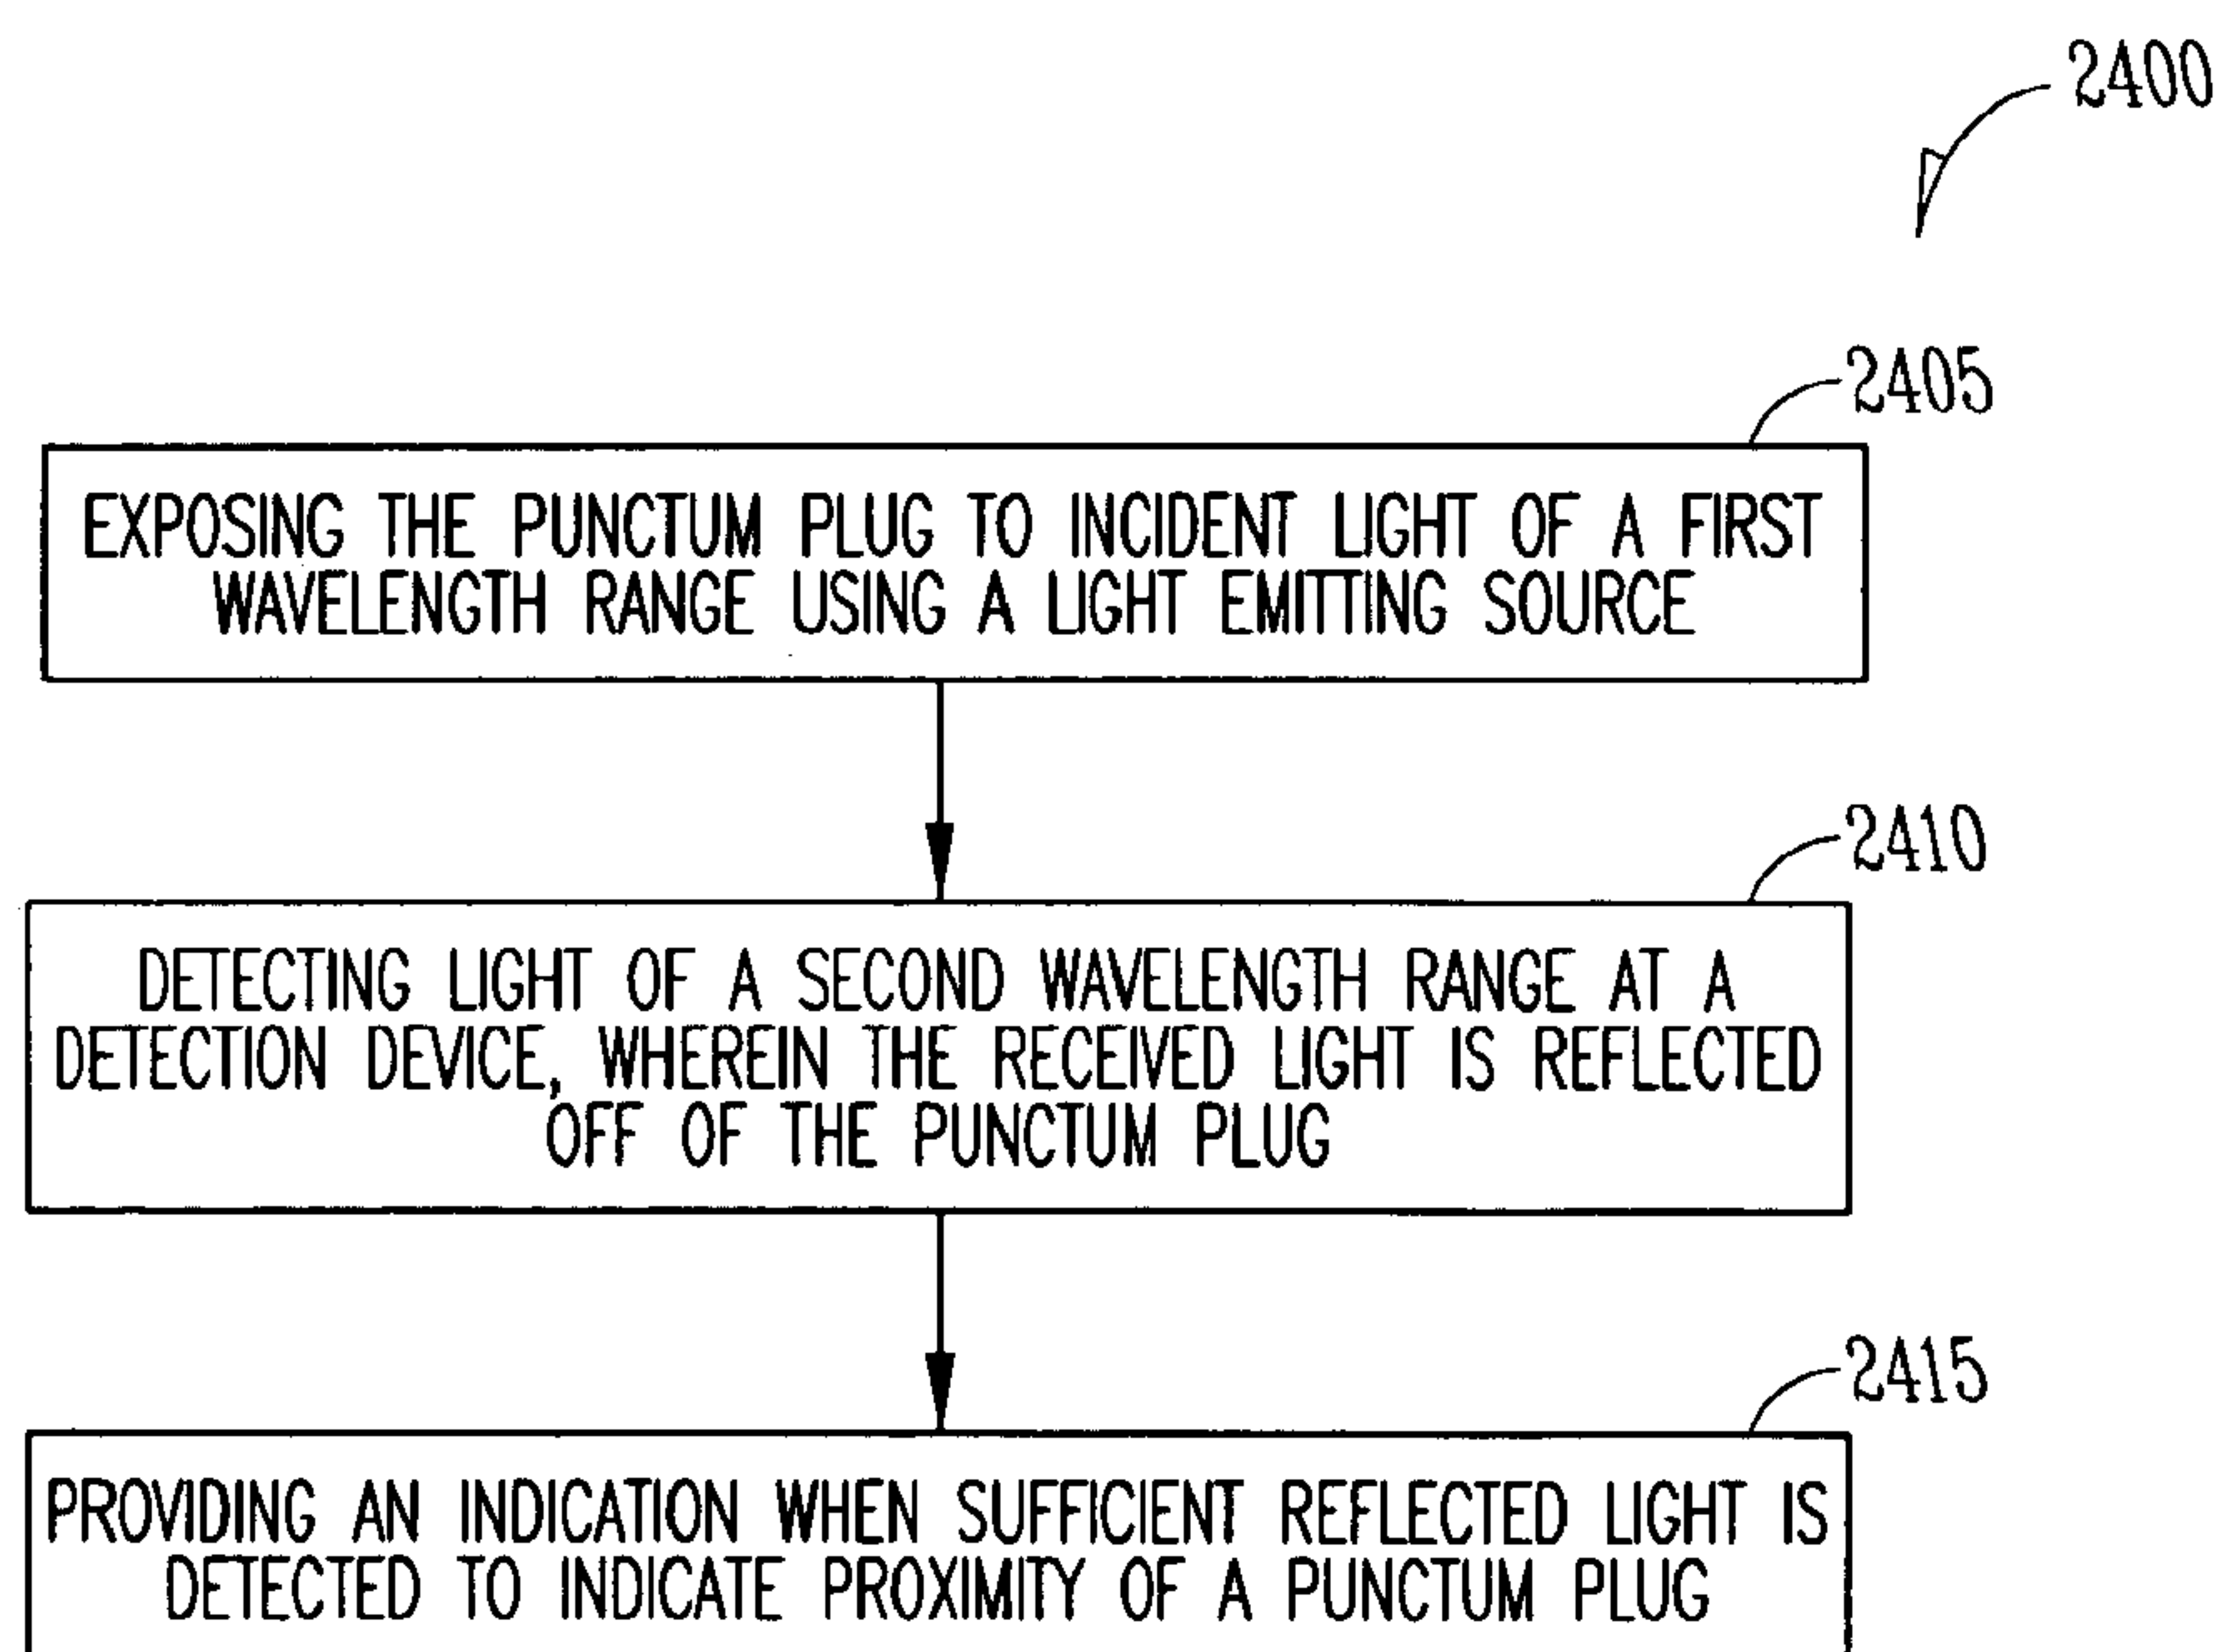 2400
2405
EXPOSING THE PUNCTUM PLUG TO INCIDENT LIGHT OF A FIRST
WAVELENGTH RANGE USING A LIGHT EMITTING SOURCE
2410
DETECTING LIGHT OF A SECOND WAVELENGTH RANGE AT A
DETECTION DEVICE, WHEREIN THE RECEIVED LIGHT IS REFLECTED
OFF OF THE PUNCTUM PLUG
2415
PROVIDING AN INDICATION WHEN SUFFICIENT REFLECTED LIGHT IS
DETECTED TO INDICATE PROXIMITY OF A PUNCTUM PLUG